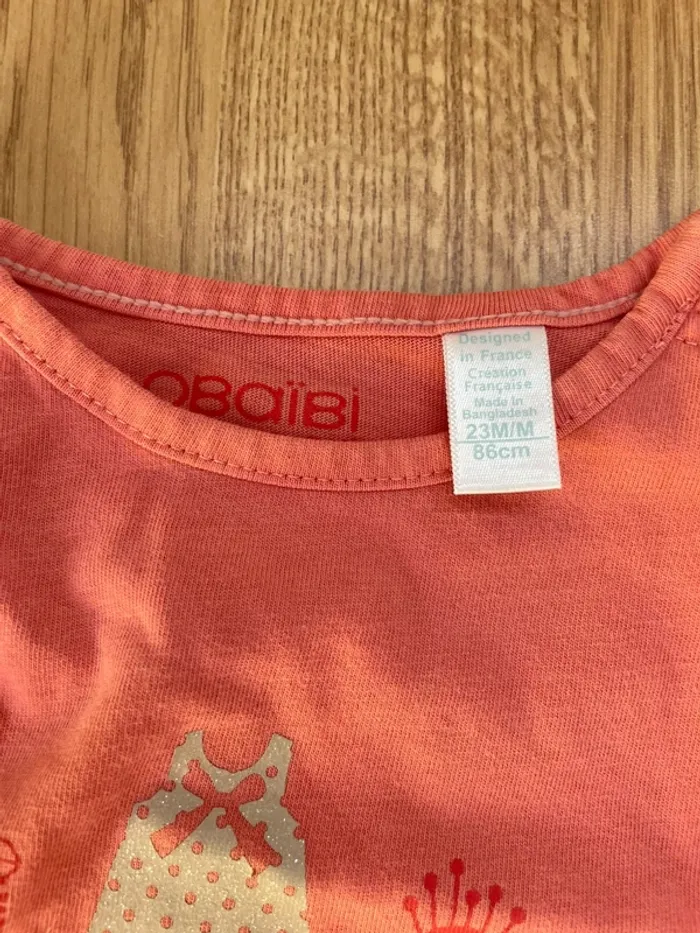 OBaïBi
Designed
in France
Création
Française
Made in
Bangladesh
23M/M
86cm